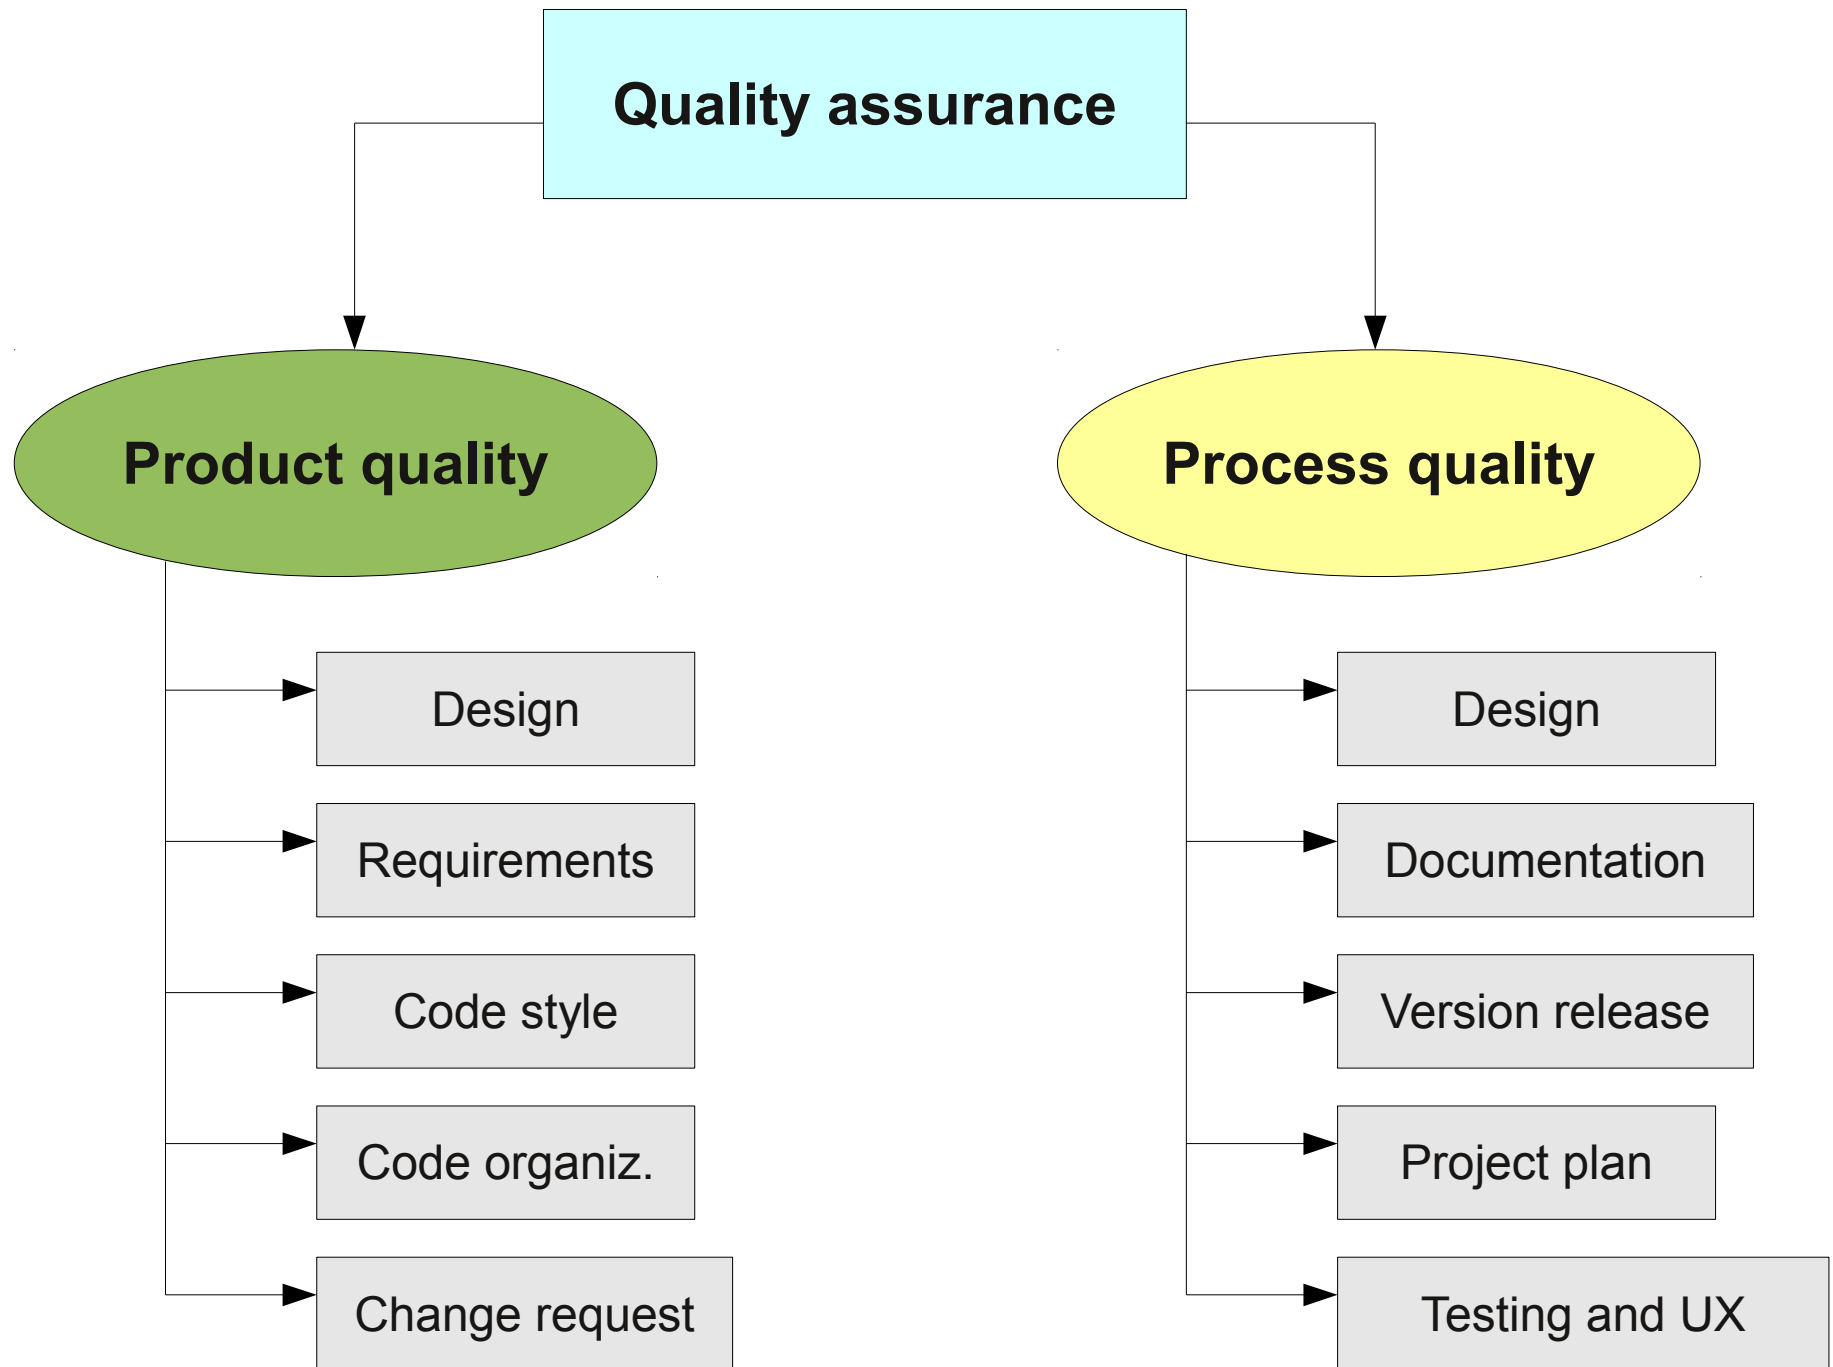 Quality assurance
Product quality
Process quality
Design
Requirements
Code style
Code organiz.
Change request
Design
Documentation
Version release
Project plan
Testing and UX